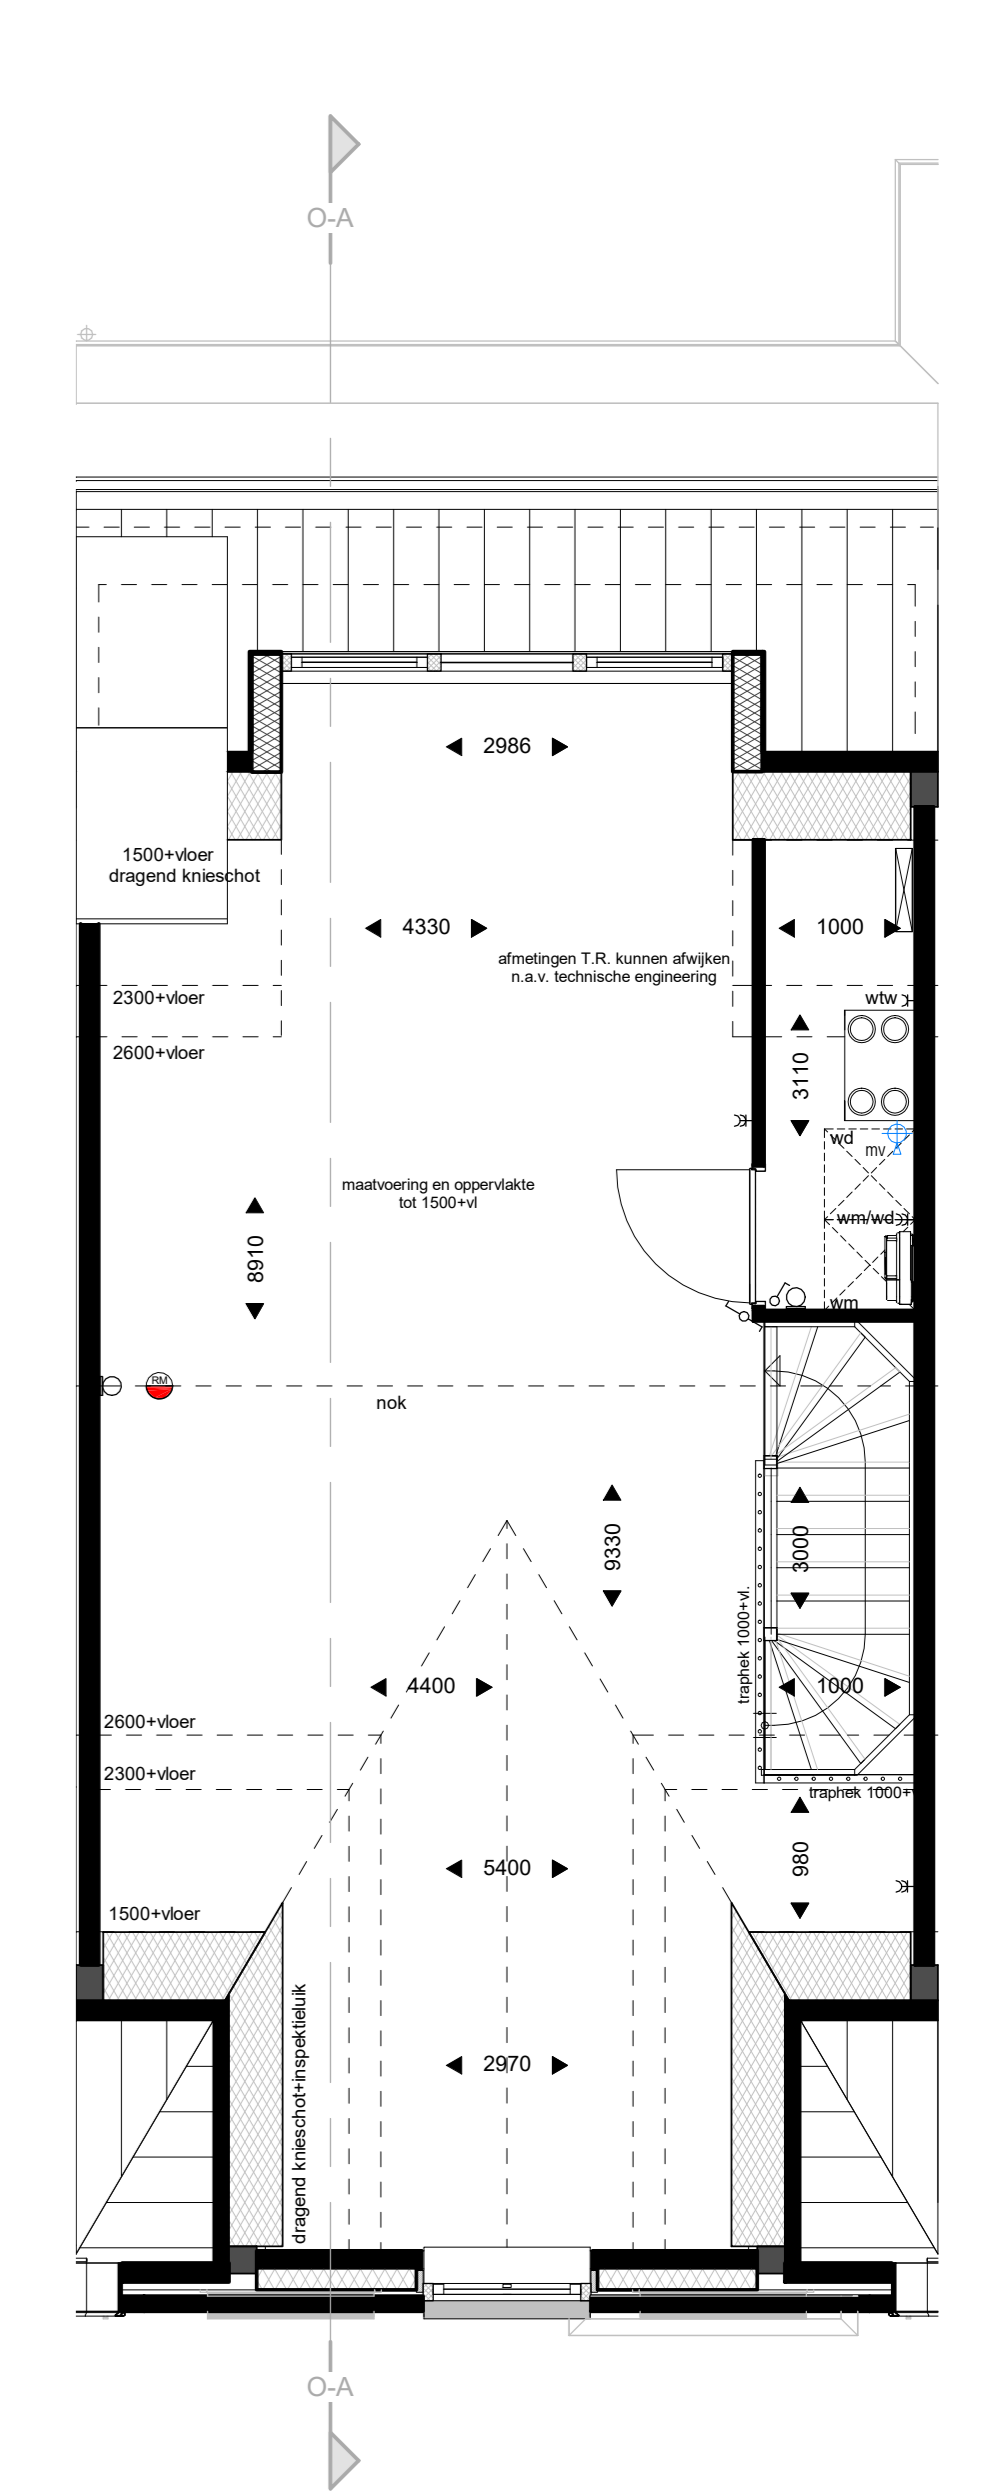 O-A
2986
1500+vloer
dragend knieschot
4330
1000
afmetingen T.R. kunnen afwijken
n.a.v. technische engineering
2300+vloer
wtw
2600+vloer
3110
wd
mv
maatvoering en oppervlakte
tot 1500+vl
wm/wd
8910
wm
RM
nok
9330
3000
traphek 1000+vl.
4400
1000
2600+vloer
2300+vloer
traphek 1000+v
5400
980
1500+vloer
dragend knieschot+inspektieluik
2970
O-A